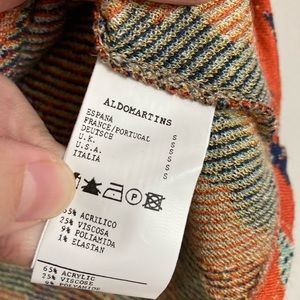 ALDOMARTINS
ESPANA S
FRANCE/PORTUGAL S
DEUTSCH S
U.K. S
U.S.A. S
ITALIA S
P
65% ACRILICO
25% VISCOSA
9% POLIAMIDA
1% ELASTAN
65% ACRYLIC
25% VISCOSE